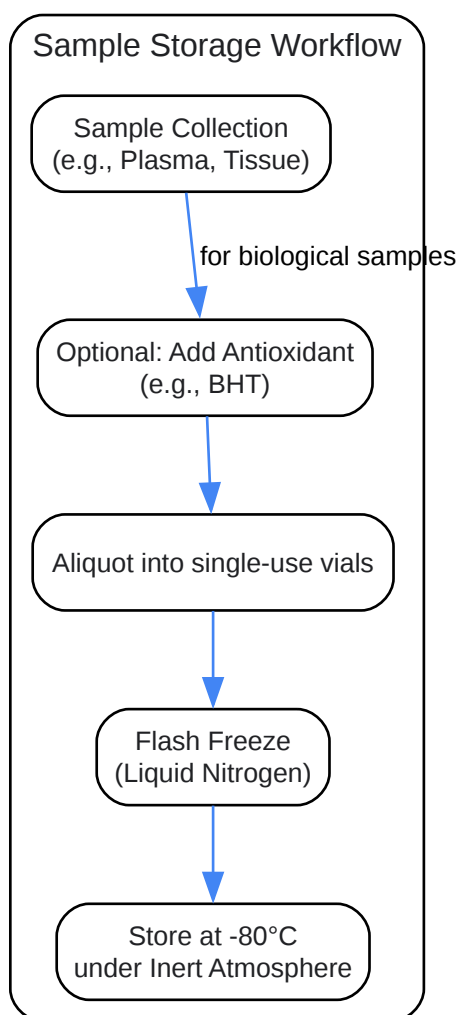 Sample Storage Workflow
Sample Collection
(e.g., Plasma, Tissue)
for biological samples
Optional: Add Antioxidant
(e.g., BHT)
Aliquot into single-use vials
Flash Freeze
(Liquid Nitrogen)
Store at -80°C
under Inert Atmosphere